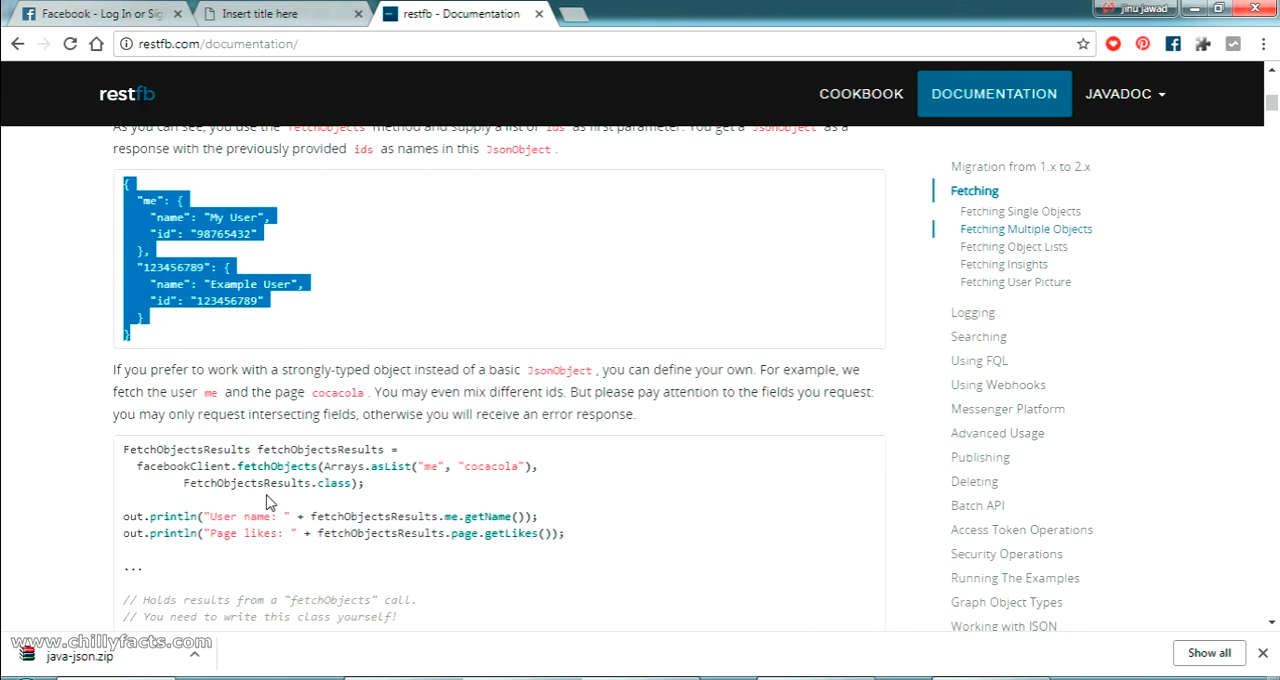 Facebook - Log In or Sig
Insert title here
restfb - Documentation
jinu jawad
restfb.com/documentation/
restfb
COOKBOOK
DOCUMENTATION
JAVADOC
As you can see, you use the fetchObjects method and supply a list of ids as first parameter. You get a JsonObject as a
response with the previously provided ids as names in this JsonObject.
{
"me": {
"name": "My User",
"id": "98765432"
},
"123456789": {
"name": "Example User",
"id": "123456789"
}
}
If you prefer to work with a strongly-typed object instead of a basic JsonObject, you can define your own. For example, we
fetch the user me and the page cocacola. You may even mix different ids. But please pay attention to the fields you request:
you may only request intersecting fields, otherwise you will receive an error response.
FetchObjectsResults fetchObjectsResults =
facebookClient.fetchObjects(Arrays.asList("me", "cocacola"),
FetchObjectsResults.class);
out.println("User name: " + fetchObjectsResults.me.getName());
out.println("Page likes: " + fetchObjectsResults.page.getLikes());
...
// Holds results from a "fetchObjects" call.
// You need to write this class yourself!
Migration from 1.x to 2.x
Fetching
Fetching Single Objects
Fetching Multiple Objects
Fetching Object Lists
Fetching Insights
Fetching User Picture
Logging
Searching
Using FQL
Using Webhooks
Messenger Platform
Advanced Usage
Publishing
Deleting
Batch API
Access Token Operations
Security Operations
Running The Examples
Graph Object Types
Working with JSON
www.chillyfacts.com
java-json.zip
Show all